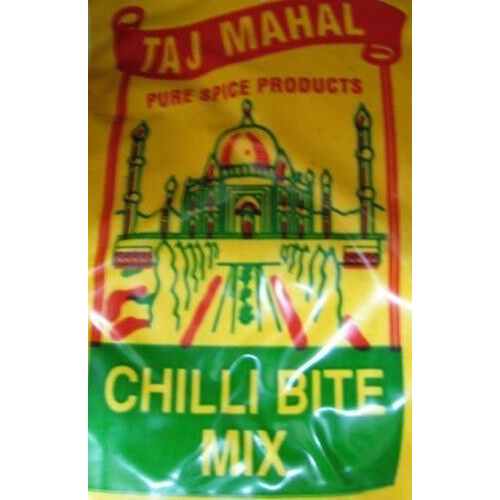 TAJ MAHAL
PURE SPICE PRODUCTS
CHILLI BITE
MIX